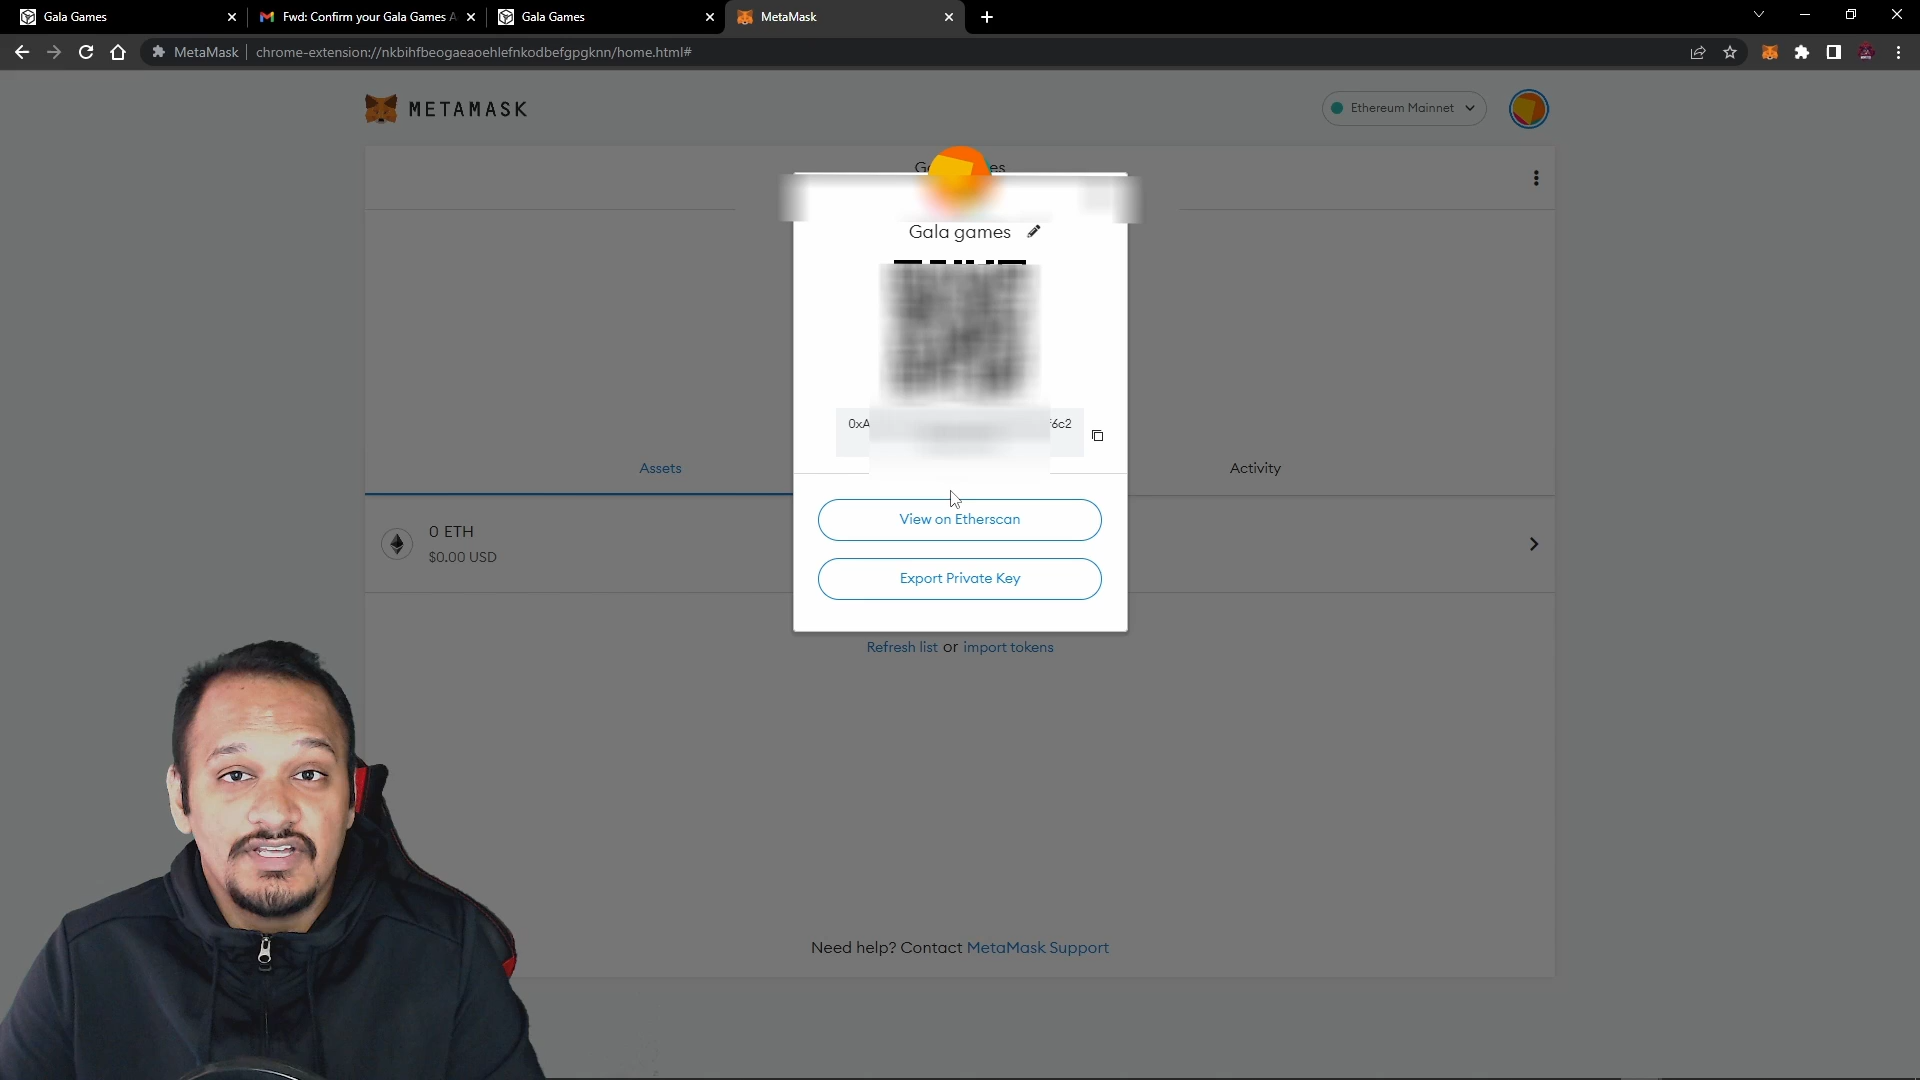 Gala Games
Fwd: Confirm your Gala Games A
Gala Games
MetaMask
MetaMask
chrome-extension://nkbihfbeogaeaoehlefnkodbefgpgknn/home.html#
METAMASK
Ethereum Mainnet
Gala games
0xA
f6c2
Assets
Activity
View on Etherscan
0 ETH
$0.00 USD
Export Private Key
Refresh list or import tokens
Need help? Contact MetaMask Support